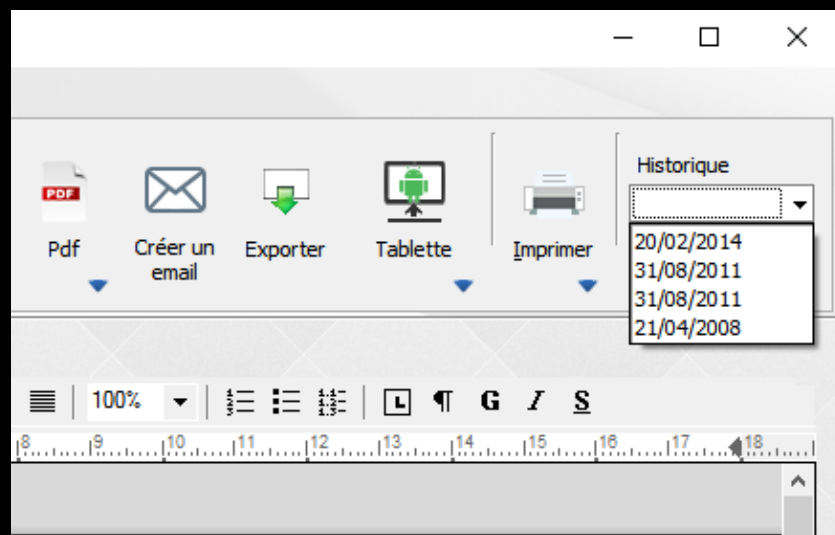 Historique
PDF
Pdf
Créer un
email
Exporter
Tablette
Imprimer
20/02/2014
31/08/2011
31/08/2011
21/04/2008
100%
L ¶ G I S
8 9 10 11 12 13 14 15 16 17 18